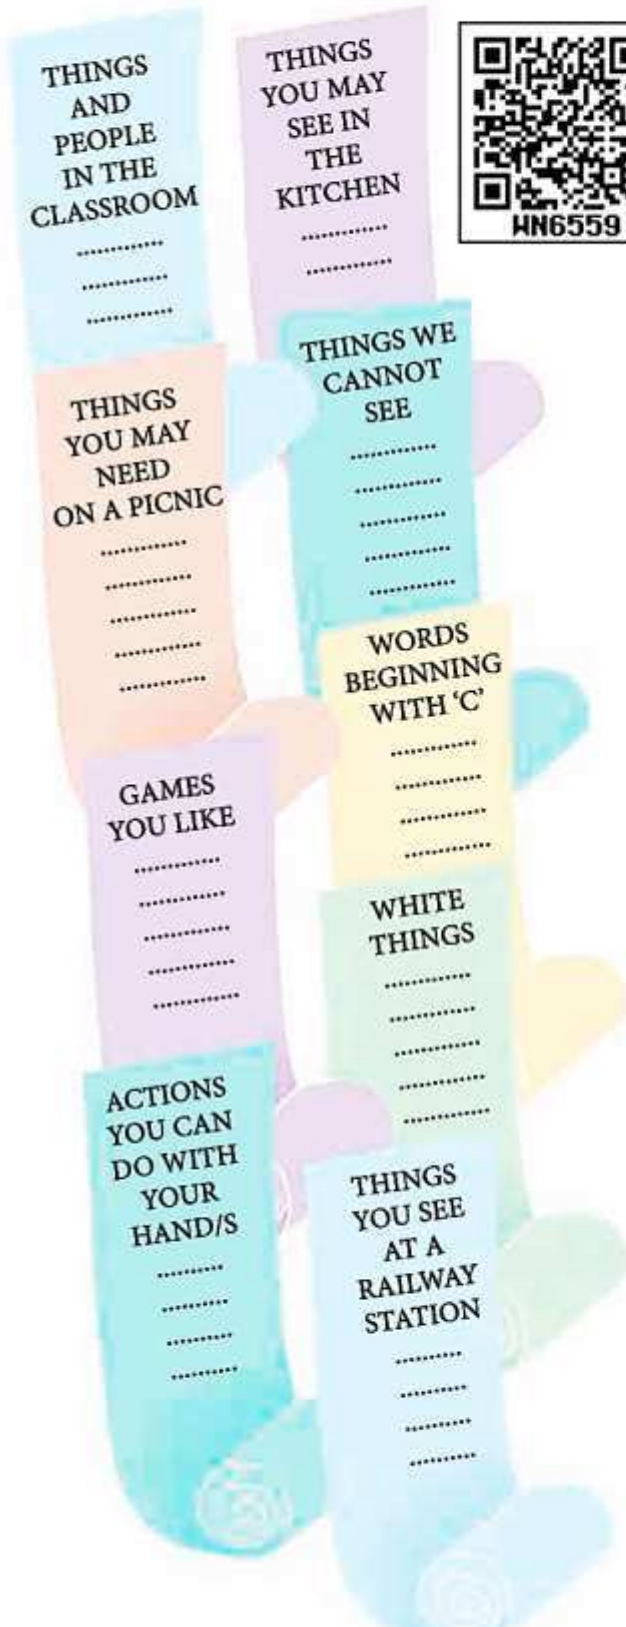 THINGS
AND
PEOPLE
IN THE
CLASSROOM
.............
.............
.............
THINGS
YOU MAY
SEE IN
THE
KITCHEN
.............
.............
WN6559
THINGS
YOU MAY
NEED
ON A PICNIC
.............
.............
.............
.............
.............
THINGS WE
CANNOT
SEE
.............
.............
.............
.............
.............
GAMES
YOU LIKE
.............
.............
.............
.............
.............
WORDS
BEGINNING
WITH ‘C’
.............
.............
.............
.............
WHITE
THINGS
.............
.............
.............
.............
.............
ACTIONS
YOU CAN
DO WITH
YOUR
HAND/S
..........
..........
..........
..........
THINGS
YOU SEE
AT A
RAILWAY
STATION
..........
..........
..........
..........